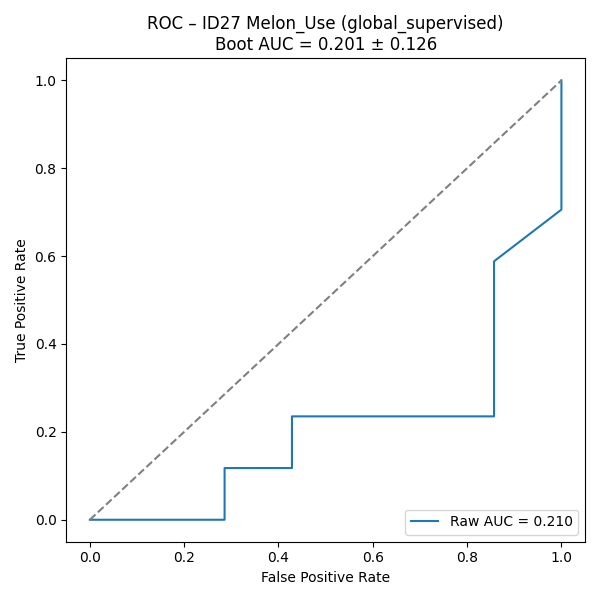 ROC – ID27 Melon_Use (global_supervised)
Boot AUC = 0.201 ± 0.126
1.0
0.8
0.6
0.4
0.2
0.0
True Positive Rate
Raw AUC = 0.210
0.0 0.2 0.4 0.6 0.8 1.0
False Positive Rate